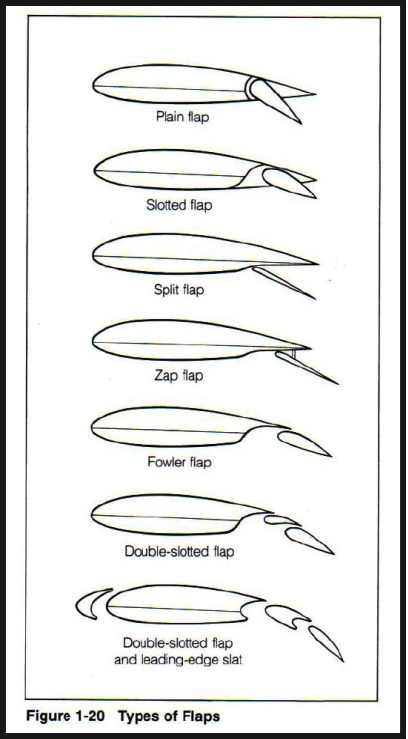 Plain flap
Slotted flap
Split flap
Zap flap
Fowler flap
Double-slotted flap
Double-slotted flap
and leading-edge slat
Figure 1-20 Types of Flaps